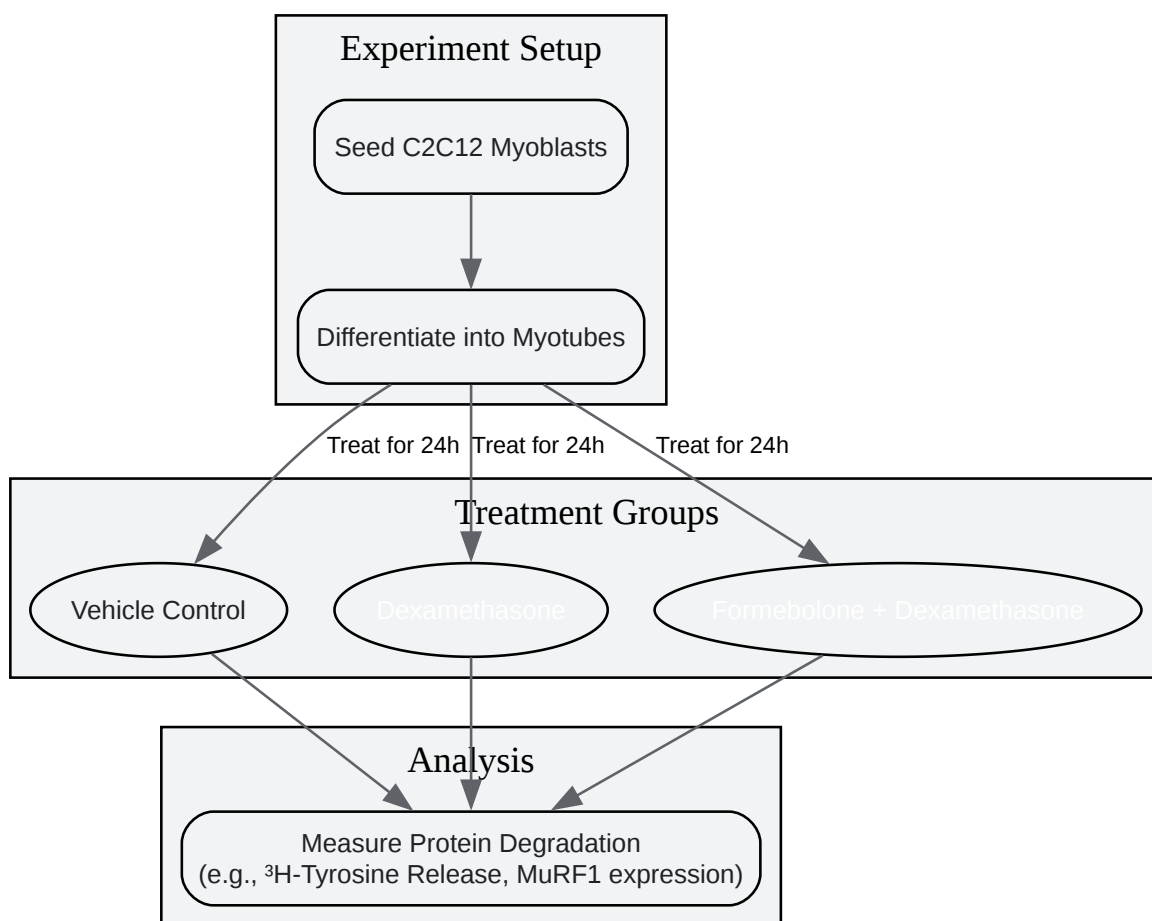 Experiment Setup
Seed C2C12 Myoblasts
Differentiate into Myotubes
Treat for 24h
Treat for 24h
Treat for 24h
Treatment Groups
Vehicle Control
Dexamethasone
Formebolone + Dexamethasone
Analysis
Measure Protein Degradation
(e.g., ³H-Tyrosine Release, MuRF1 expression)